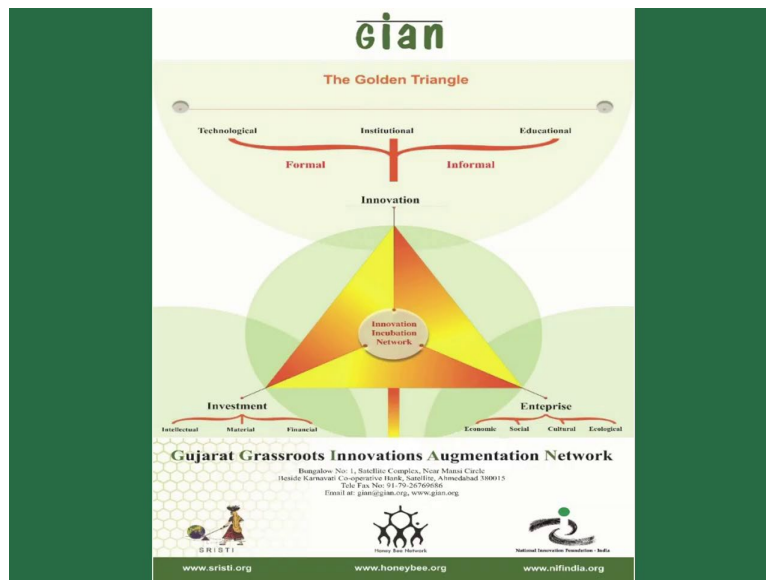 Gian
The Golden Triangle
Technological Institutional Educational
Formal Informal
Innovation
Innovation
Incubation
Network
Investment Enteprise
Intellectual Material Financial Economic Social Cultural Ecological
Gujarat Grassroots Innovations Augmentation Network
Bungalow No: 1, Satellite Complex, Near Mansi Circle
Beside Karnavati Co-operative Bank, Satellite, Ahmedabad 380015
Tele Fax No: 91-79-26769686
Email at: gian@gian.org, www.gian.org
SRISTI Honey Bee Network National Innovation Foundation - India
www.sristi.org www.honeybee.org www.nifindia.org